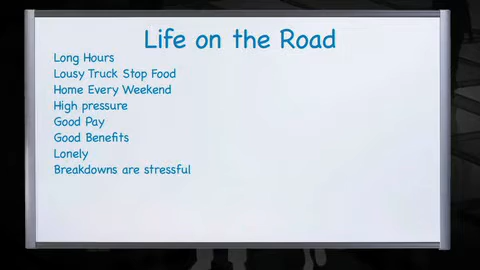 Life on the Road
Long Hours
Lousy Truck Stop Food
Home Every Weekend
High pressure
Good Pay
Good Benefits
Lonely
Breakdowns are stressful